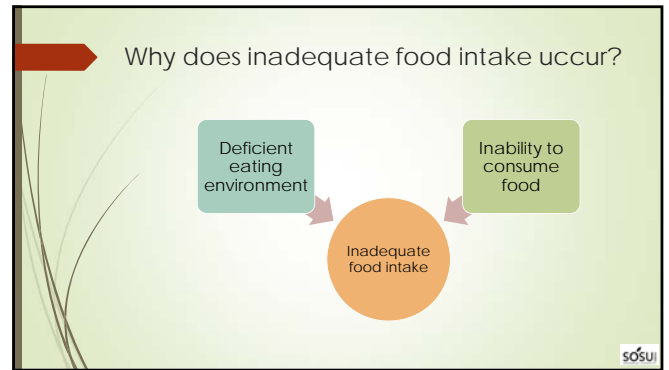 Why does inadequate food intake uccur?
Deficient
eating
environment
Inability to
consume
food
Inadequate
food intake
SOSU